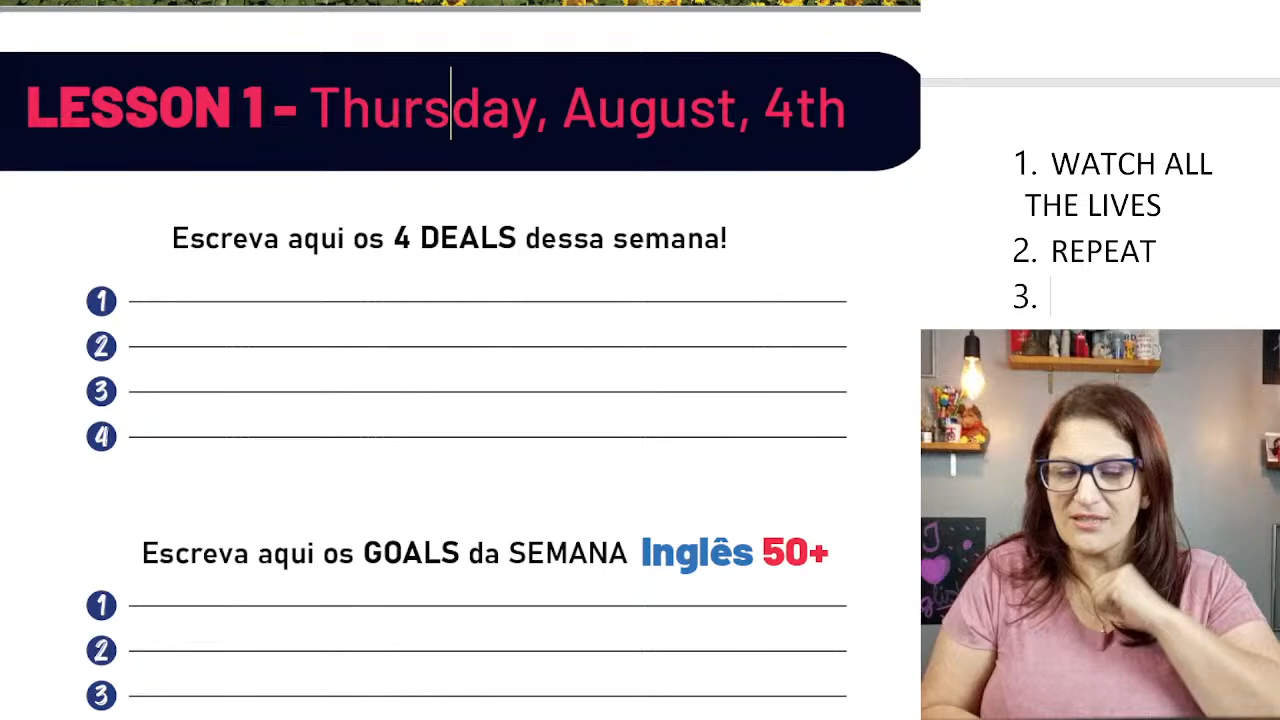 LESSON 1 - Thursday, August, 4th
Escreva aqui os 4 DEALS dessa semana!
1
2
3
4
Escreva aqui os GOALS da SEMANA Inglês 50+
1
2
3
1. WATCH ALL
THE LIVES
2. REPEAT
3.
I